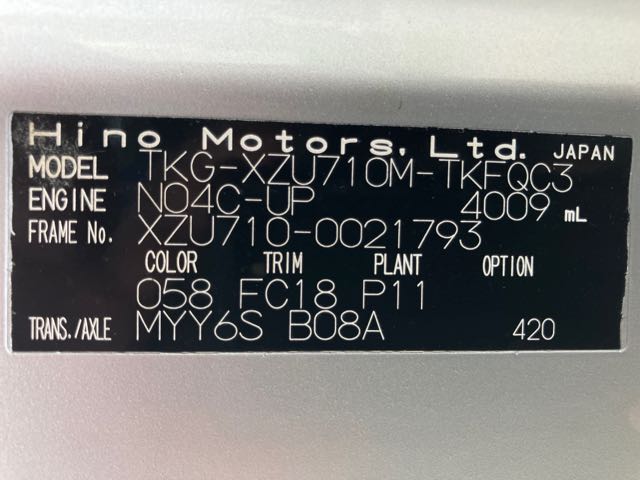 Hino Motors, Ltd. JAPAN
MODEL TKG-XZU710M-TKFQC3
ENGINE N04C-UP 4009 mL
FRAME No. XZU710-0021793
COLOR TRIM PLANT OPTION
058 FC18 P11
TRANS./AXLE MYY6S B08A 420